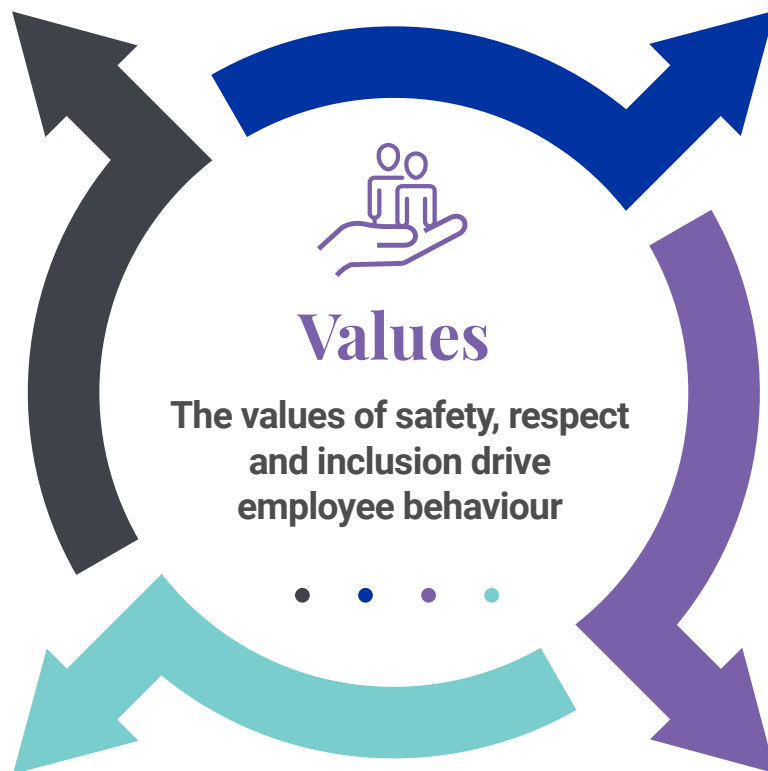 Values
The values of safety, respect
and inclusion drive
employee behaviour